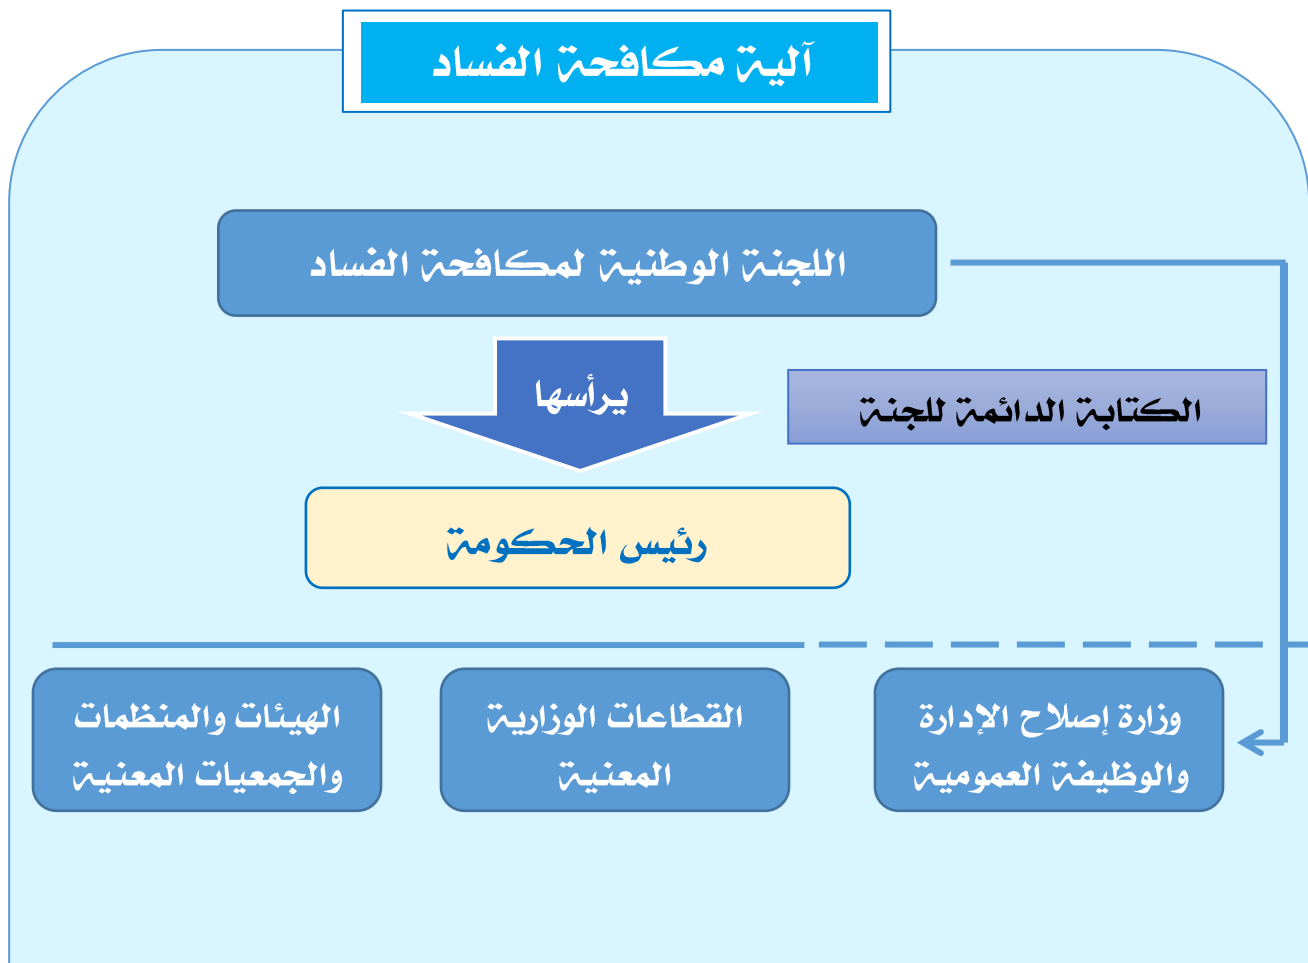 آلية مكافحة الفساد
اللجنة الوطنية لمكافحة الفساد
يرأسها
الكتابة الدائمة للجنة
رئيس الحكومة
وزارة إصلاح الإدارة
والوظيفة العمومية
القطاعات الوزارية
المعنية
الهيئات والمنظمات
والجمعيات المعنية